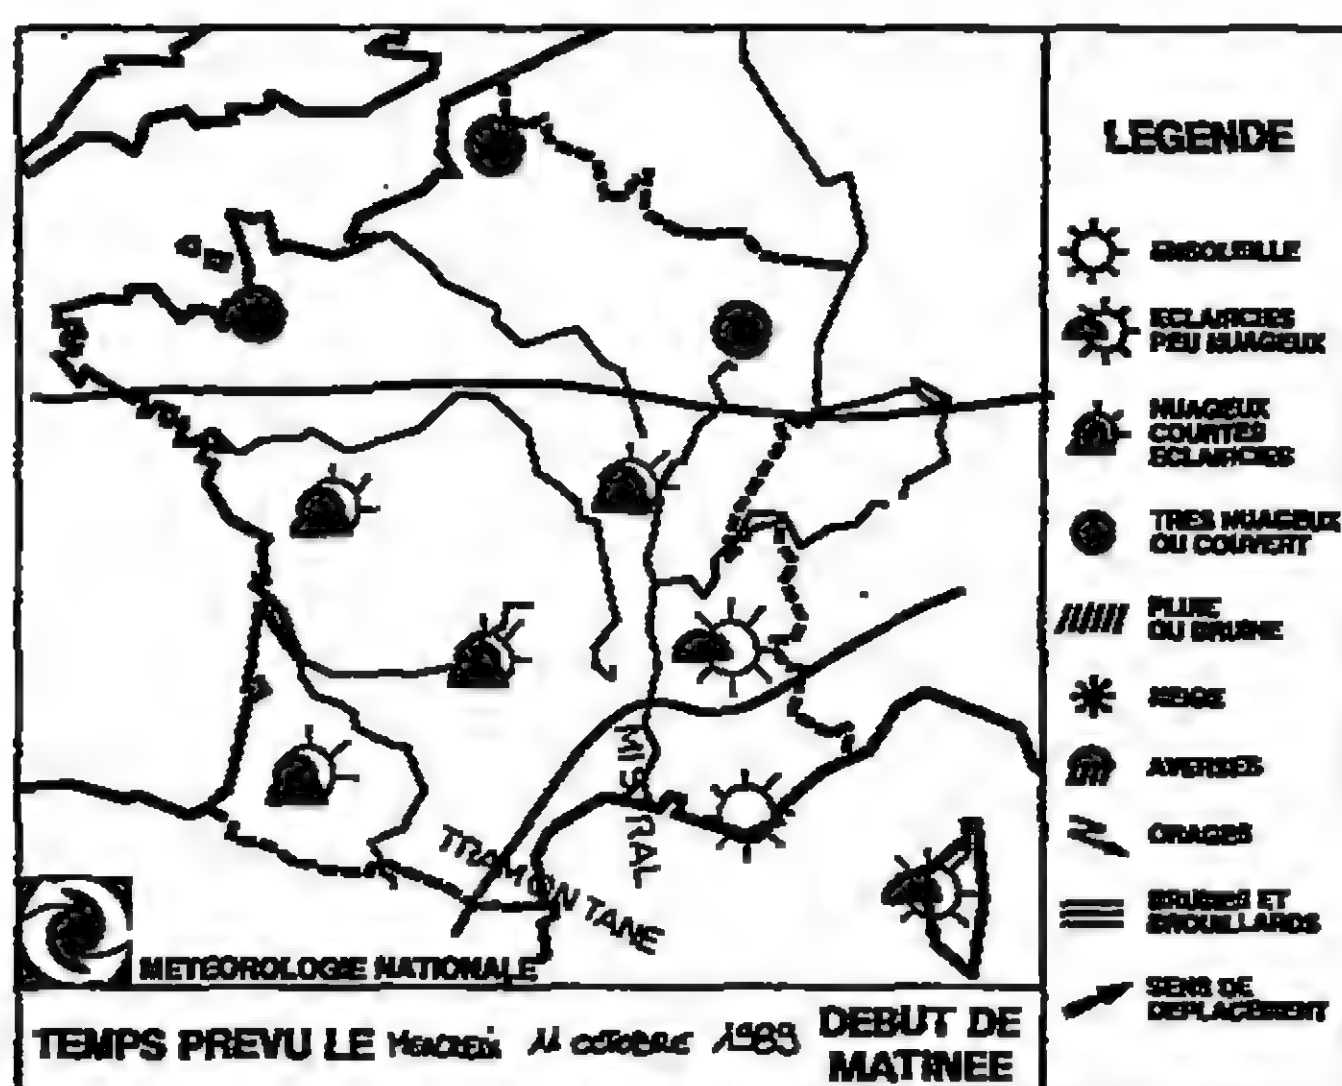 LEGENDE
ENSOLEILLE
ECLAIRCIES
PEU NUAGEUX
NUAGEUX
COURTES
ECLAIRCIES
TRES NUAGEUX
OU COUVERT
PLUIE
OU BRUINE
NEIGE
AVERSES
ORAGES
BRUMES ET
BROUILLARDS
SENS DE
DEPLACEMENT
MISTRAL
TRAMONTANE
METEOROLOGIE NATIONALE
TEMPS PREVU LE MERCREDI 11 OCTOBRE 1989
DEBUT DE
MATINEE